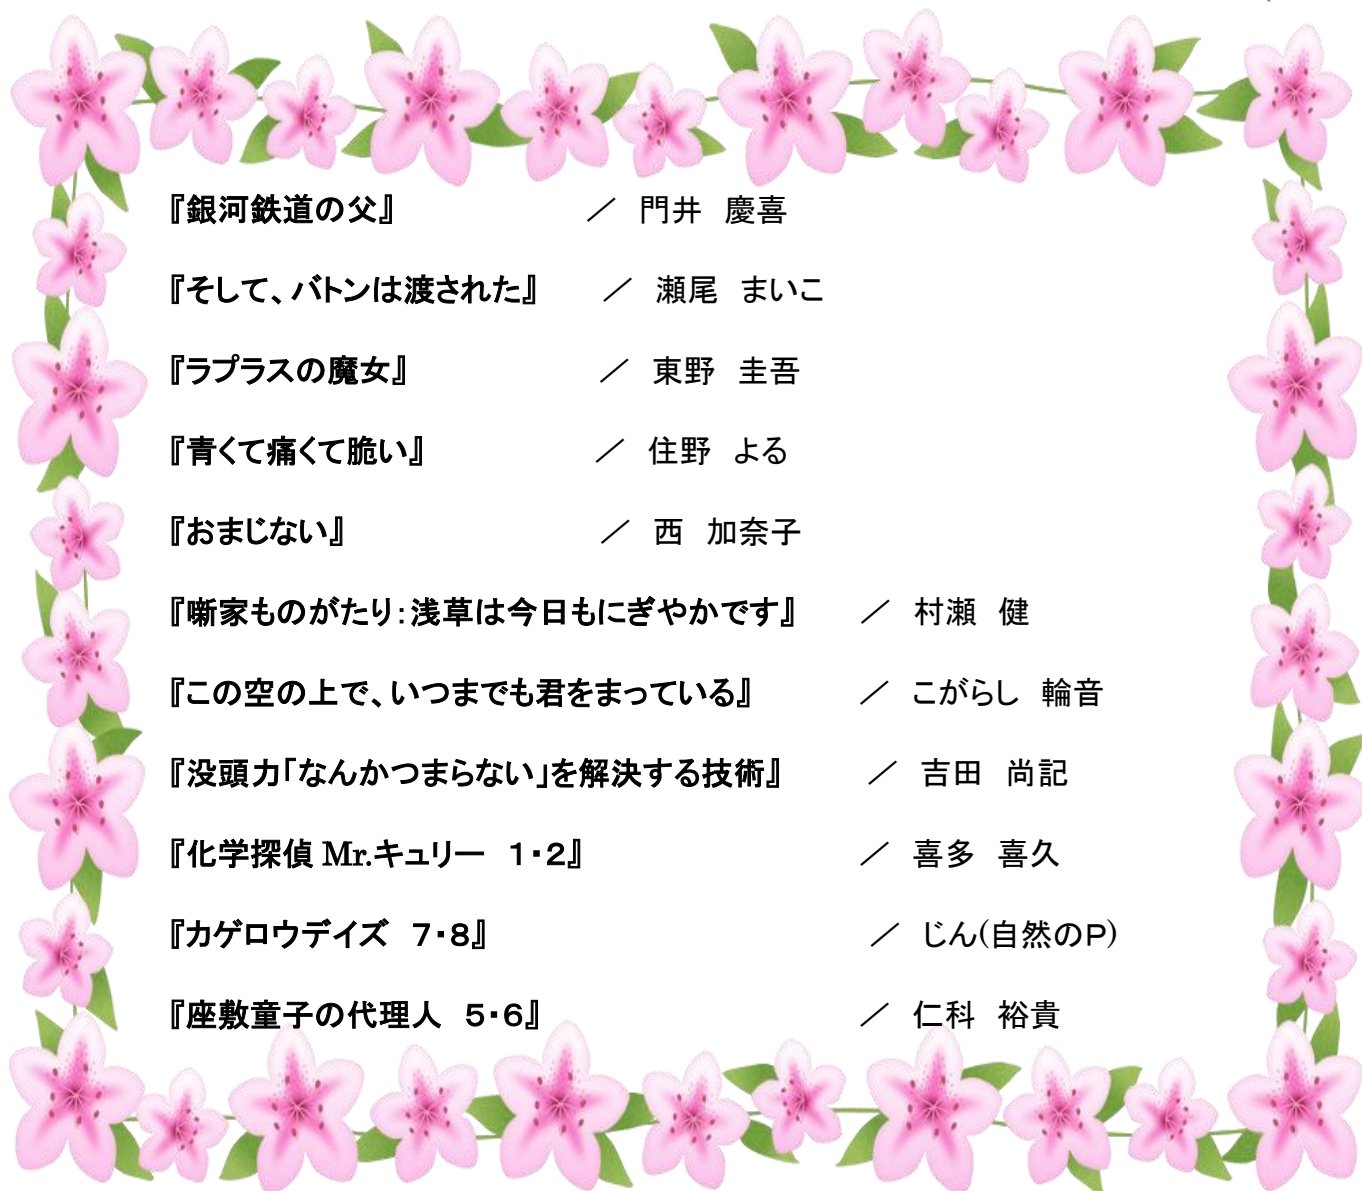 『銀河鉄道の父』 ／ 門井 慶喜
『そして、バトンは渡された』 ／ 瀬尾 まいこ
『ラプラスの魔女』 ／ 東野 圭吾
『青くて痛くて脆い』 ／ 住野 よる
『おまじない』 ／ 西 加奈子
『噺家ものがたり：浅草は今日もにぎやかです』 ／ 村瀬 健
『この空の上で、いつまでも君をまっている』 ／ こがらし 輪音
『没頭力「なんかつまらない」を解決する技術』 ／ 吉田 尚記
『化学探偵 Mr.キュリー １・２』 ／ 喜多 喜久
『カゲロウデイズ ７・８』 ／ じん(自然のＰ)
『座敷童子の代理人 ５・６』 ／ 仁科 裕貴